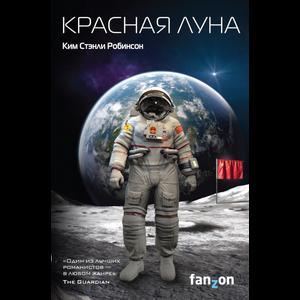 КРАСНАЯ ЛУНА
Ким Стэнли Робинсон
«Один из лучших
романистов —
в любом жанре»
The Guardian
fanzon